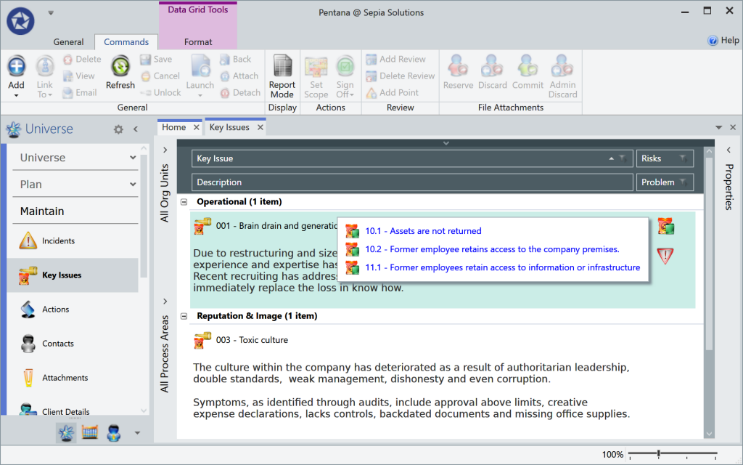 Data Grid Tools
Pentana @ Sepia Solutions
General
Commands
Format
Help
Add
Link To
Delete
View
Email
Refresh
Save
Cancel
Unlock
Launch
Back
Attach
Detach
Report Mode
Set Scope
Sign Off
Add Review
Delete Review
Add Point
Reserve
Discard
Commit
Admin Discard
General
Display
Actions
Review
File Attachments
Universe
Home
Key Issues
Universe
Plan
Maintain
Incidents
Key Issues
Actions
Contacts
Attachments
Client Details
All Org Units
All Process Areas
Key Issue
Risks
Description
Problem
Operational (1 item)
001 - Brain drain and generatio
10.1 - Assets are not returned
10.2 - Former employee retains access to the company premises.
11.1 - Former employees retain access to information or infrastructure
Due to restructuring and size
experience and expertise has
Recent recruiting has addres
immediately replace the loss in know how.
Reputation & Image (1 item)
003 - Toxic culture
The culture within the company has deteriorated as a result of authoritarian leadership,
double standards, weak management, dishonesty and even corruption.
Symptoms, as identified through audits, include approval above limits, creative
expense declarations, lacks controls, backdated documents and missing office supplies.
Properties
100%